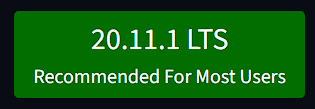 20.11.1 LTS
Recommended For Most Users